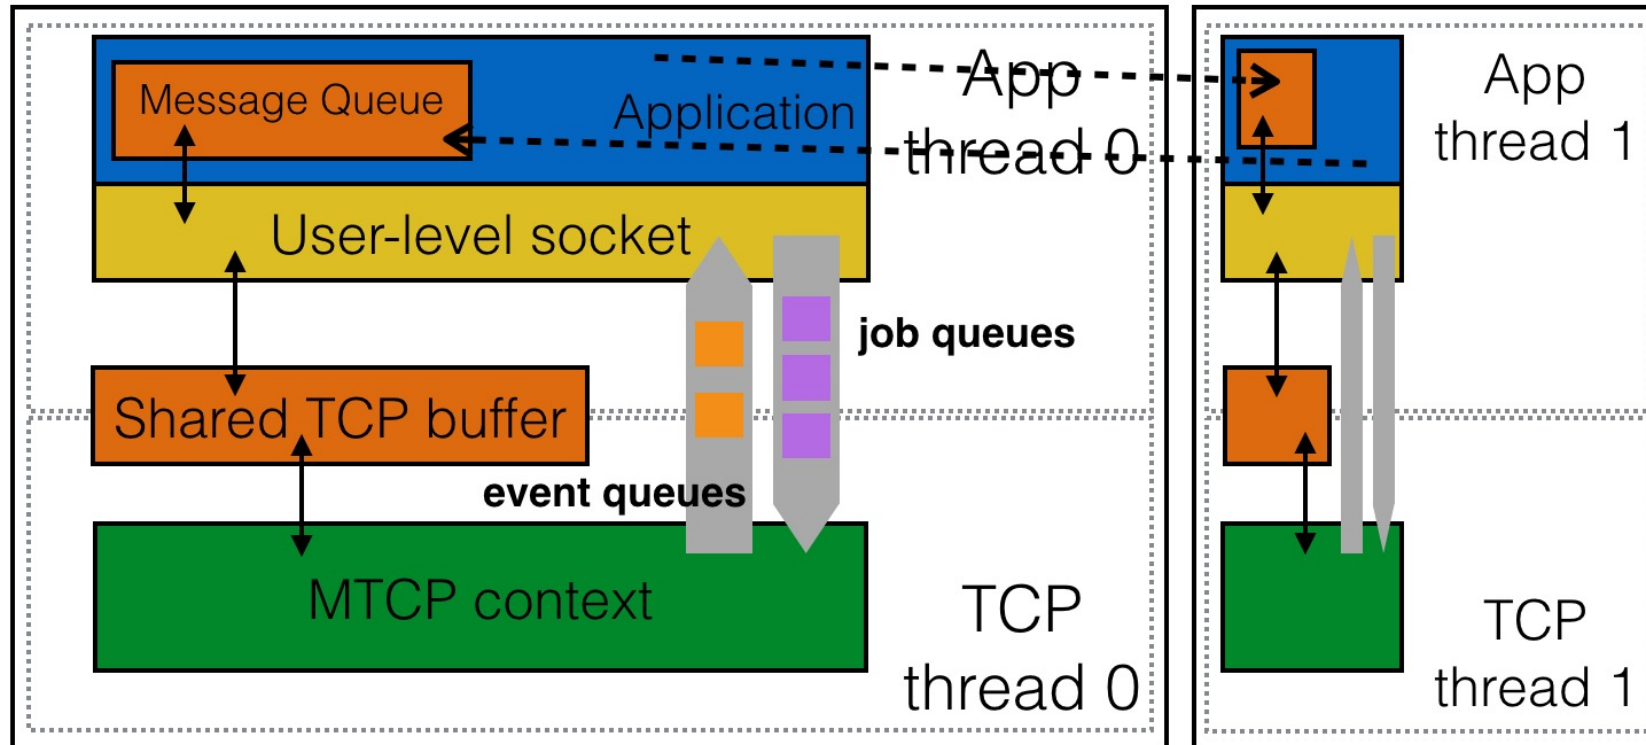 Message Queue
Application
App
thread 0
User-level socket
job queues
Shared TCP buffer
event queues
MTCP context
TCP
thread 0
App
thread 1
TCP
thread 1